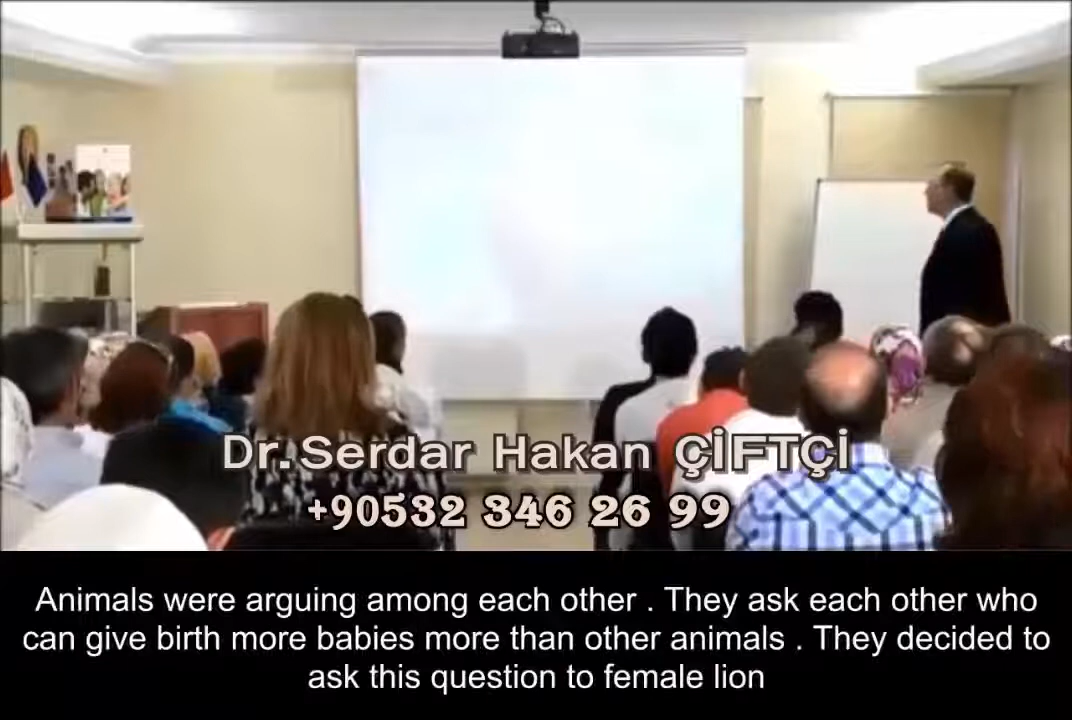 Dr. Serdar Hakan ÇİFTÇİ
+90532 346 26 99
Animals were arguing among each other . They ask each other who
can give birth more babies more than other animals . They decided to
ask this question to female lion